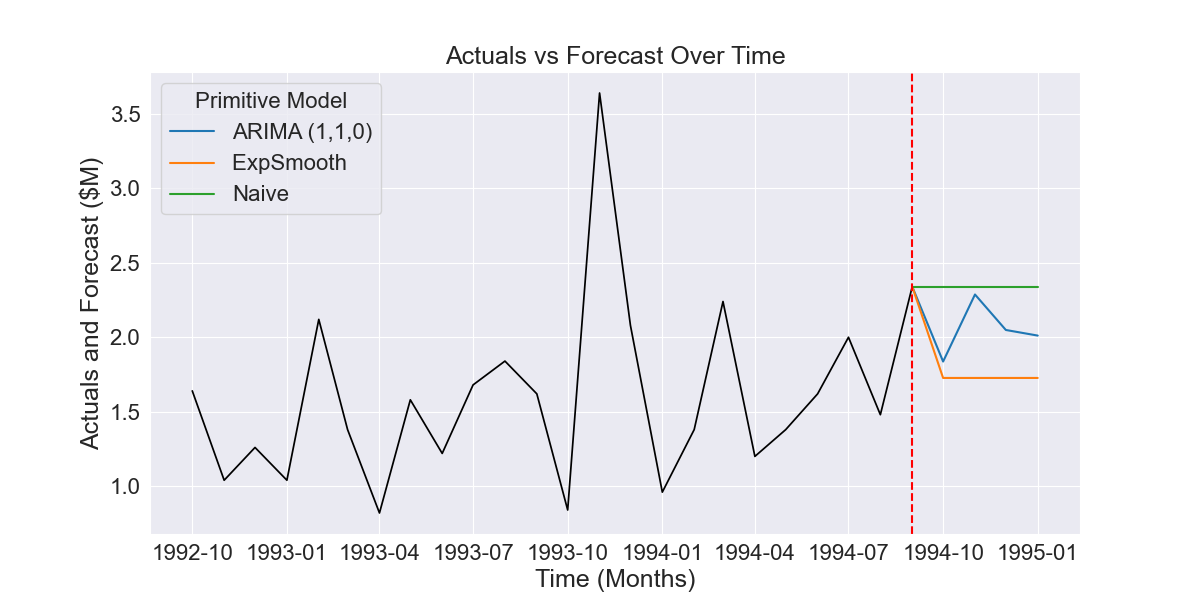 Actuals vs Forecast Over Time
Primitive Model
ARIMA (1,1,0)
ExpSmooth
Naive
Actuals and Forecast ($M)
3.5
3.0
2.5
2.0
1.5
1.0
1992-10 1993-01 1993-04 1993-07 1993-10 1994-01 1994-04 1994-07 1994-10 1995-01
Time (Months)